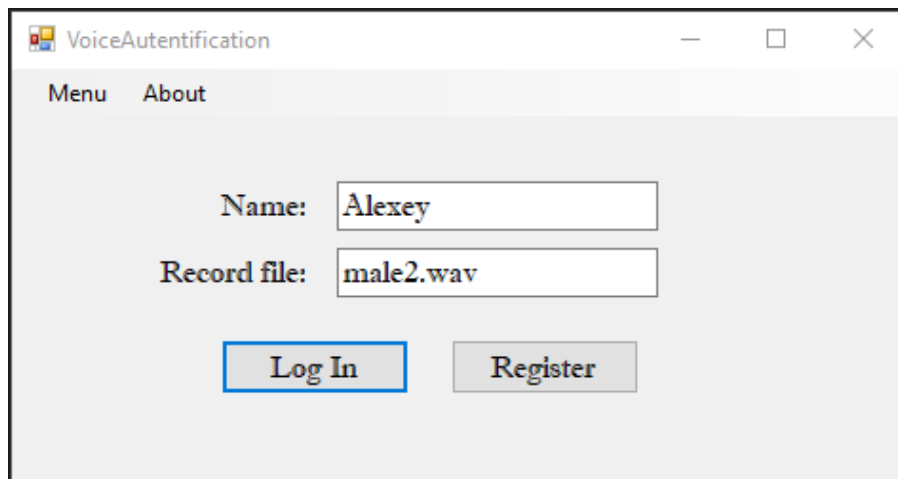 VoiceAutentification
Menu About
Name: Alexey
Record file: male2.wav
Log In Register